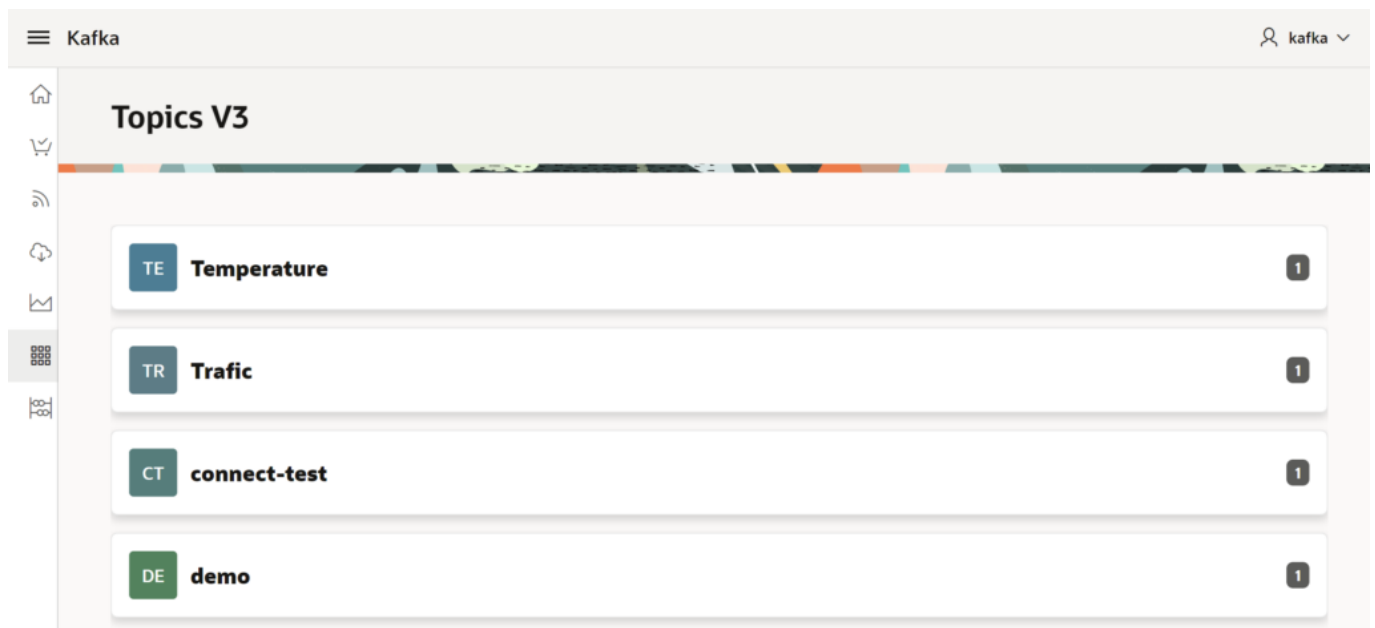 Kafka
kafka
Topics V3
TE Temperature 1
TR Trafic 1
CT connect-test 1
DE demo 1